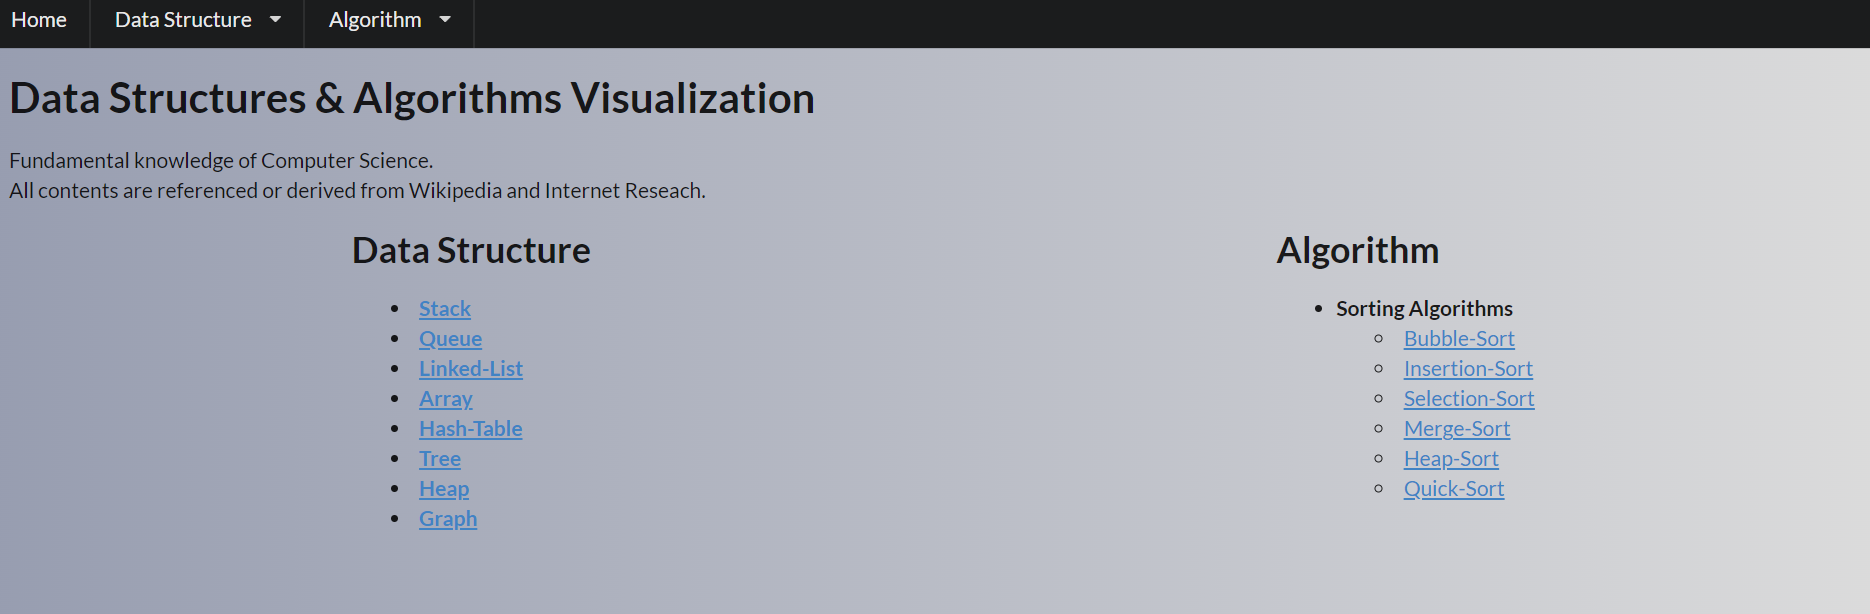 Home
Data Structure
Algorithm
Data Structures & Algorithms Visualization
Fundamental knowledge of Computer Science.
All contents are referenced or derived from Wikipedia and Internet Reseach.
Data Structure
Stack
Queue
Linked-List
Array
Hash-Table
Tree
Heap
Graph
Algorithm
Sorting Algorithms
Bubble-Sort
Insertion-Sort
Selection-Sort
Merge-Sort
Heap-Sort
Quick-Sort